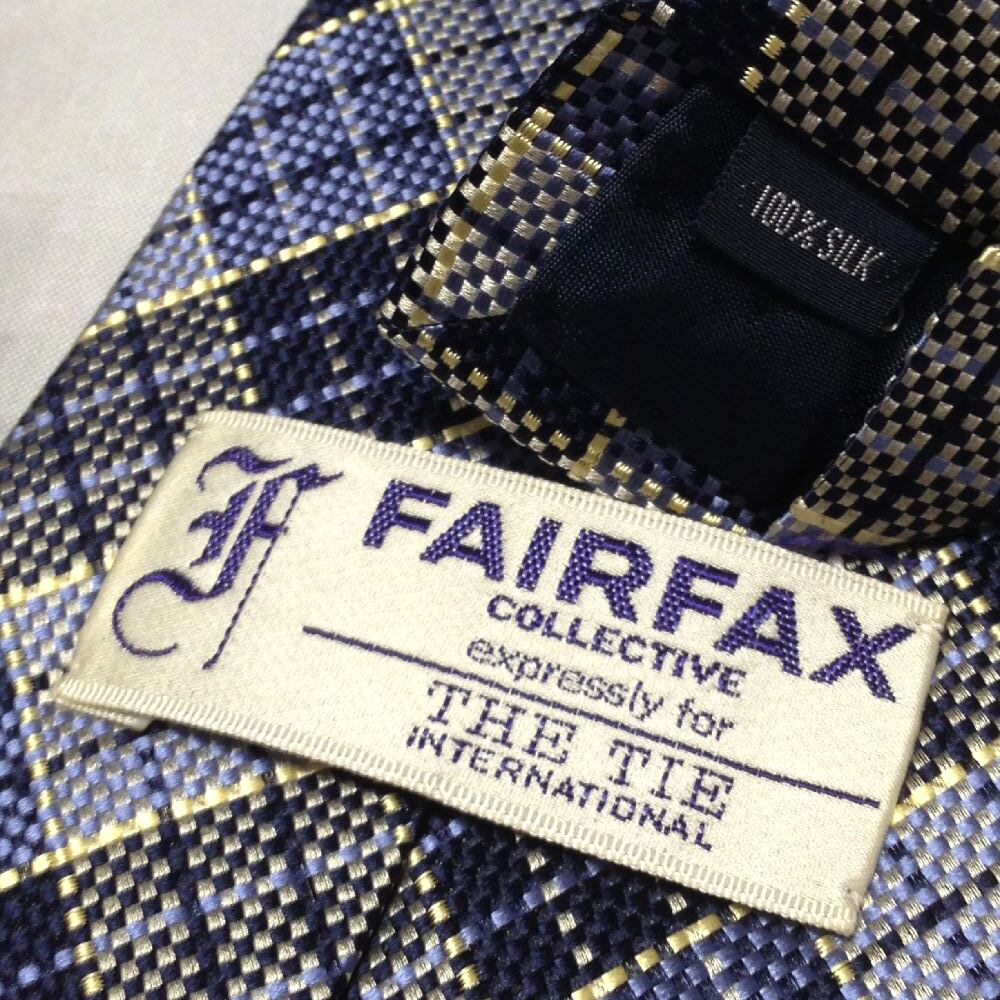 100% SILK
F FAIRFAX
COLLECTIVE
expressly for
THE TIE
INTERNATIONAL